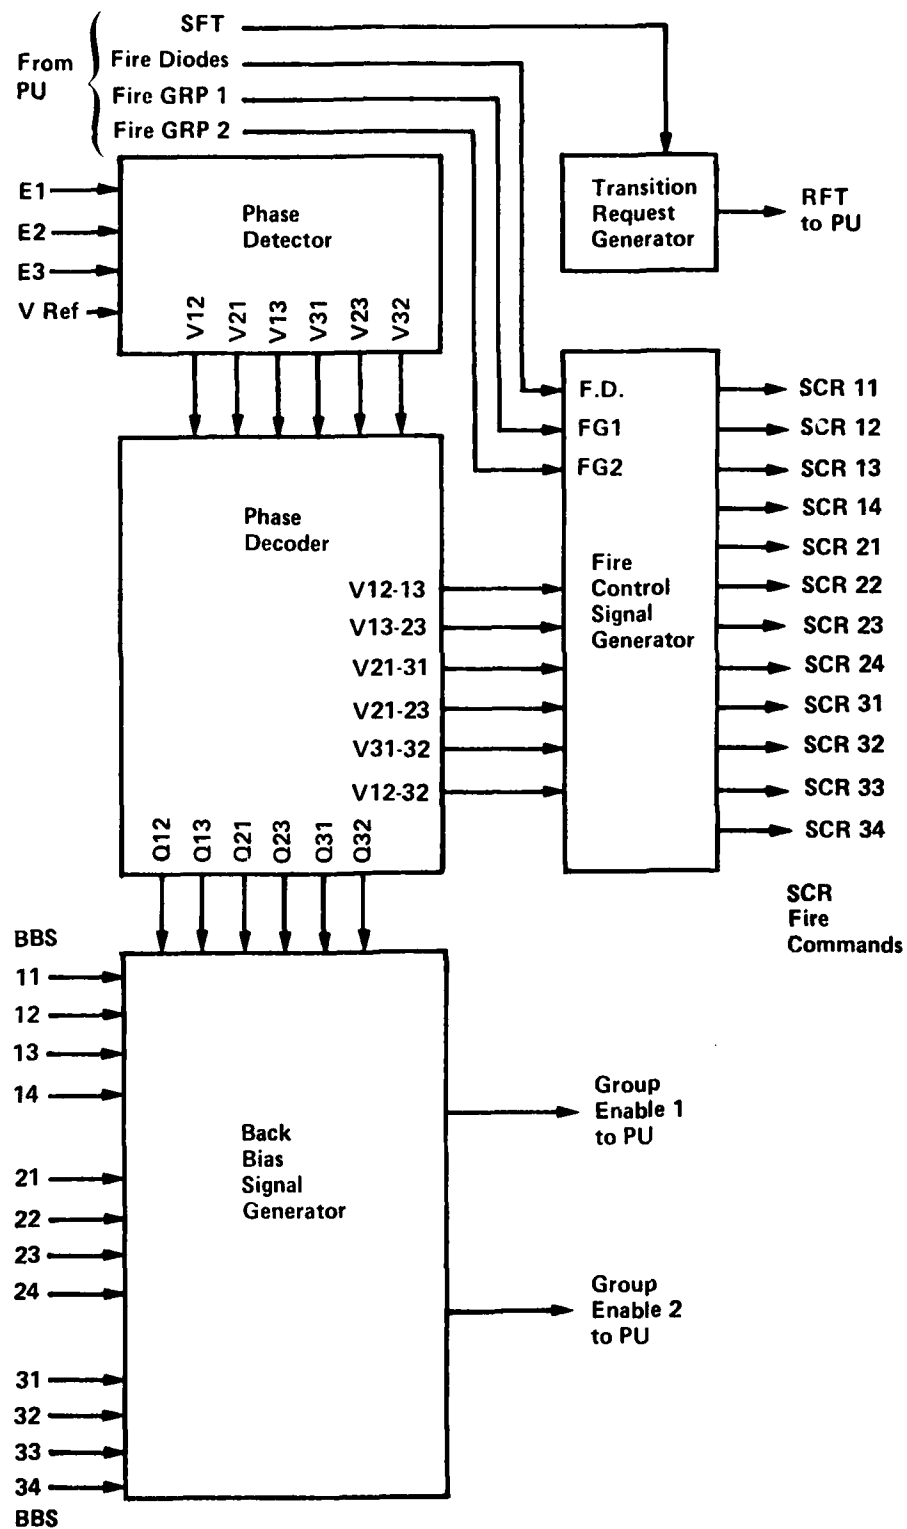 From
PU
SFT
Fire Diodes
Fire GRP 1
Fire GRP 2
E1
E2
E3
V Ref
Phase
Detector
V12
V21
V13
V31
V23
V32
Transition
Request
Generator
RFT
to PU
Phase
Decoder
V12-13
V13-23
V21-31
V21-23
V31-32
V12-32
Q12
Q13
Q21
Q23
Q31
Q32
F.D.
FG1
FG2
Fire
Control
Signal
Generator
SCR 11
SCR 12
SCR 13
SCR 14
SCR 21
SCR 22
SCR 23
SCR 24
SCR 31
SCR 32
SCR 33
SCR 34
SCR
Fire
Commands
BBS
11
12
13
14
21
22
23
24
31
32
33
34
BBS
Back
Bias
Signal
Generator
Group
Enable 1
to PU
Group
Enable 2
to PU